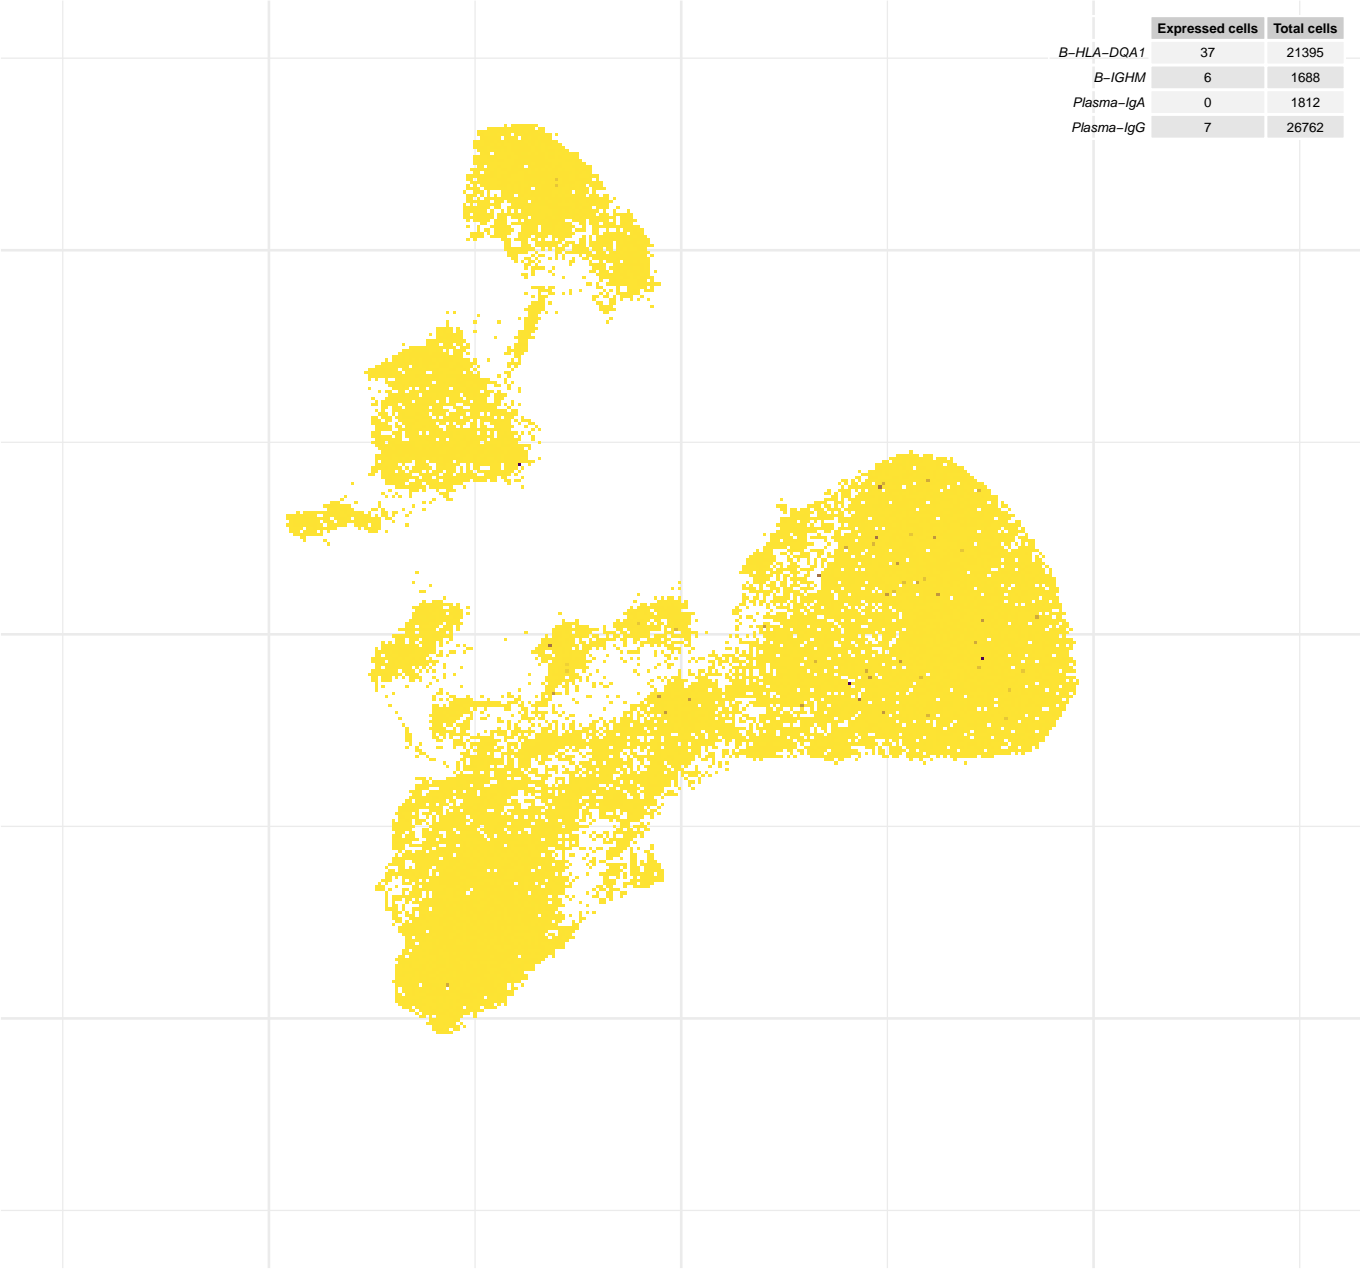 Expressed cells Total cells
B−HLA−DQA1 37 21395
B−IGHM 6 1688
Plasma−IgA 0 1812
Plasma−IgG 7 26762